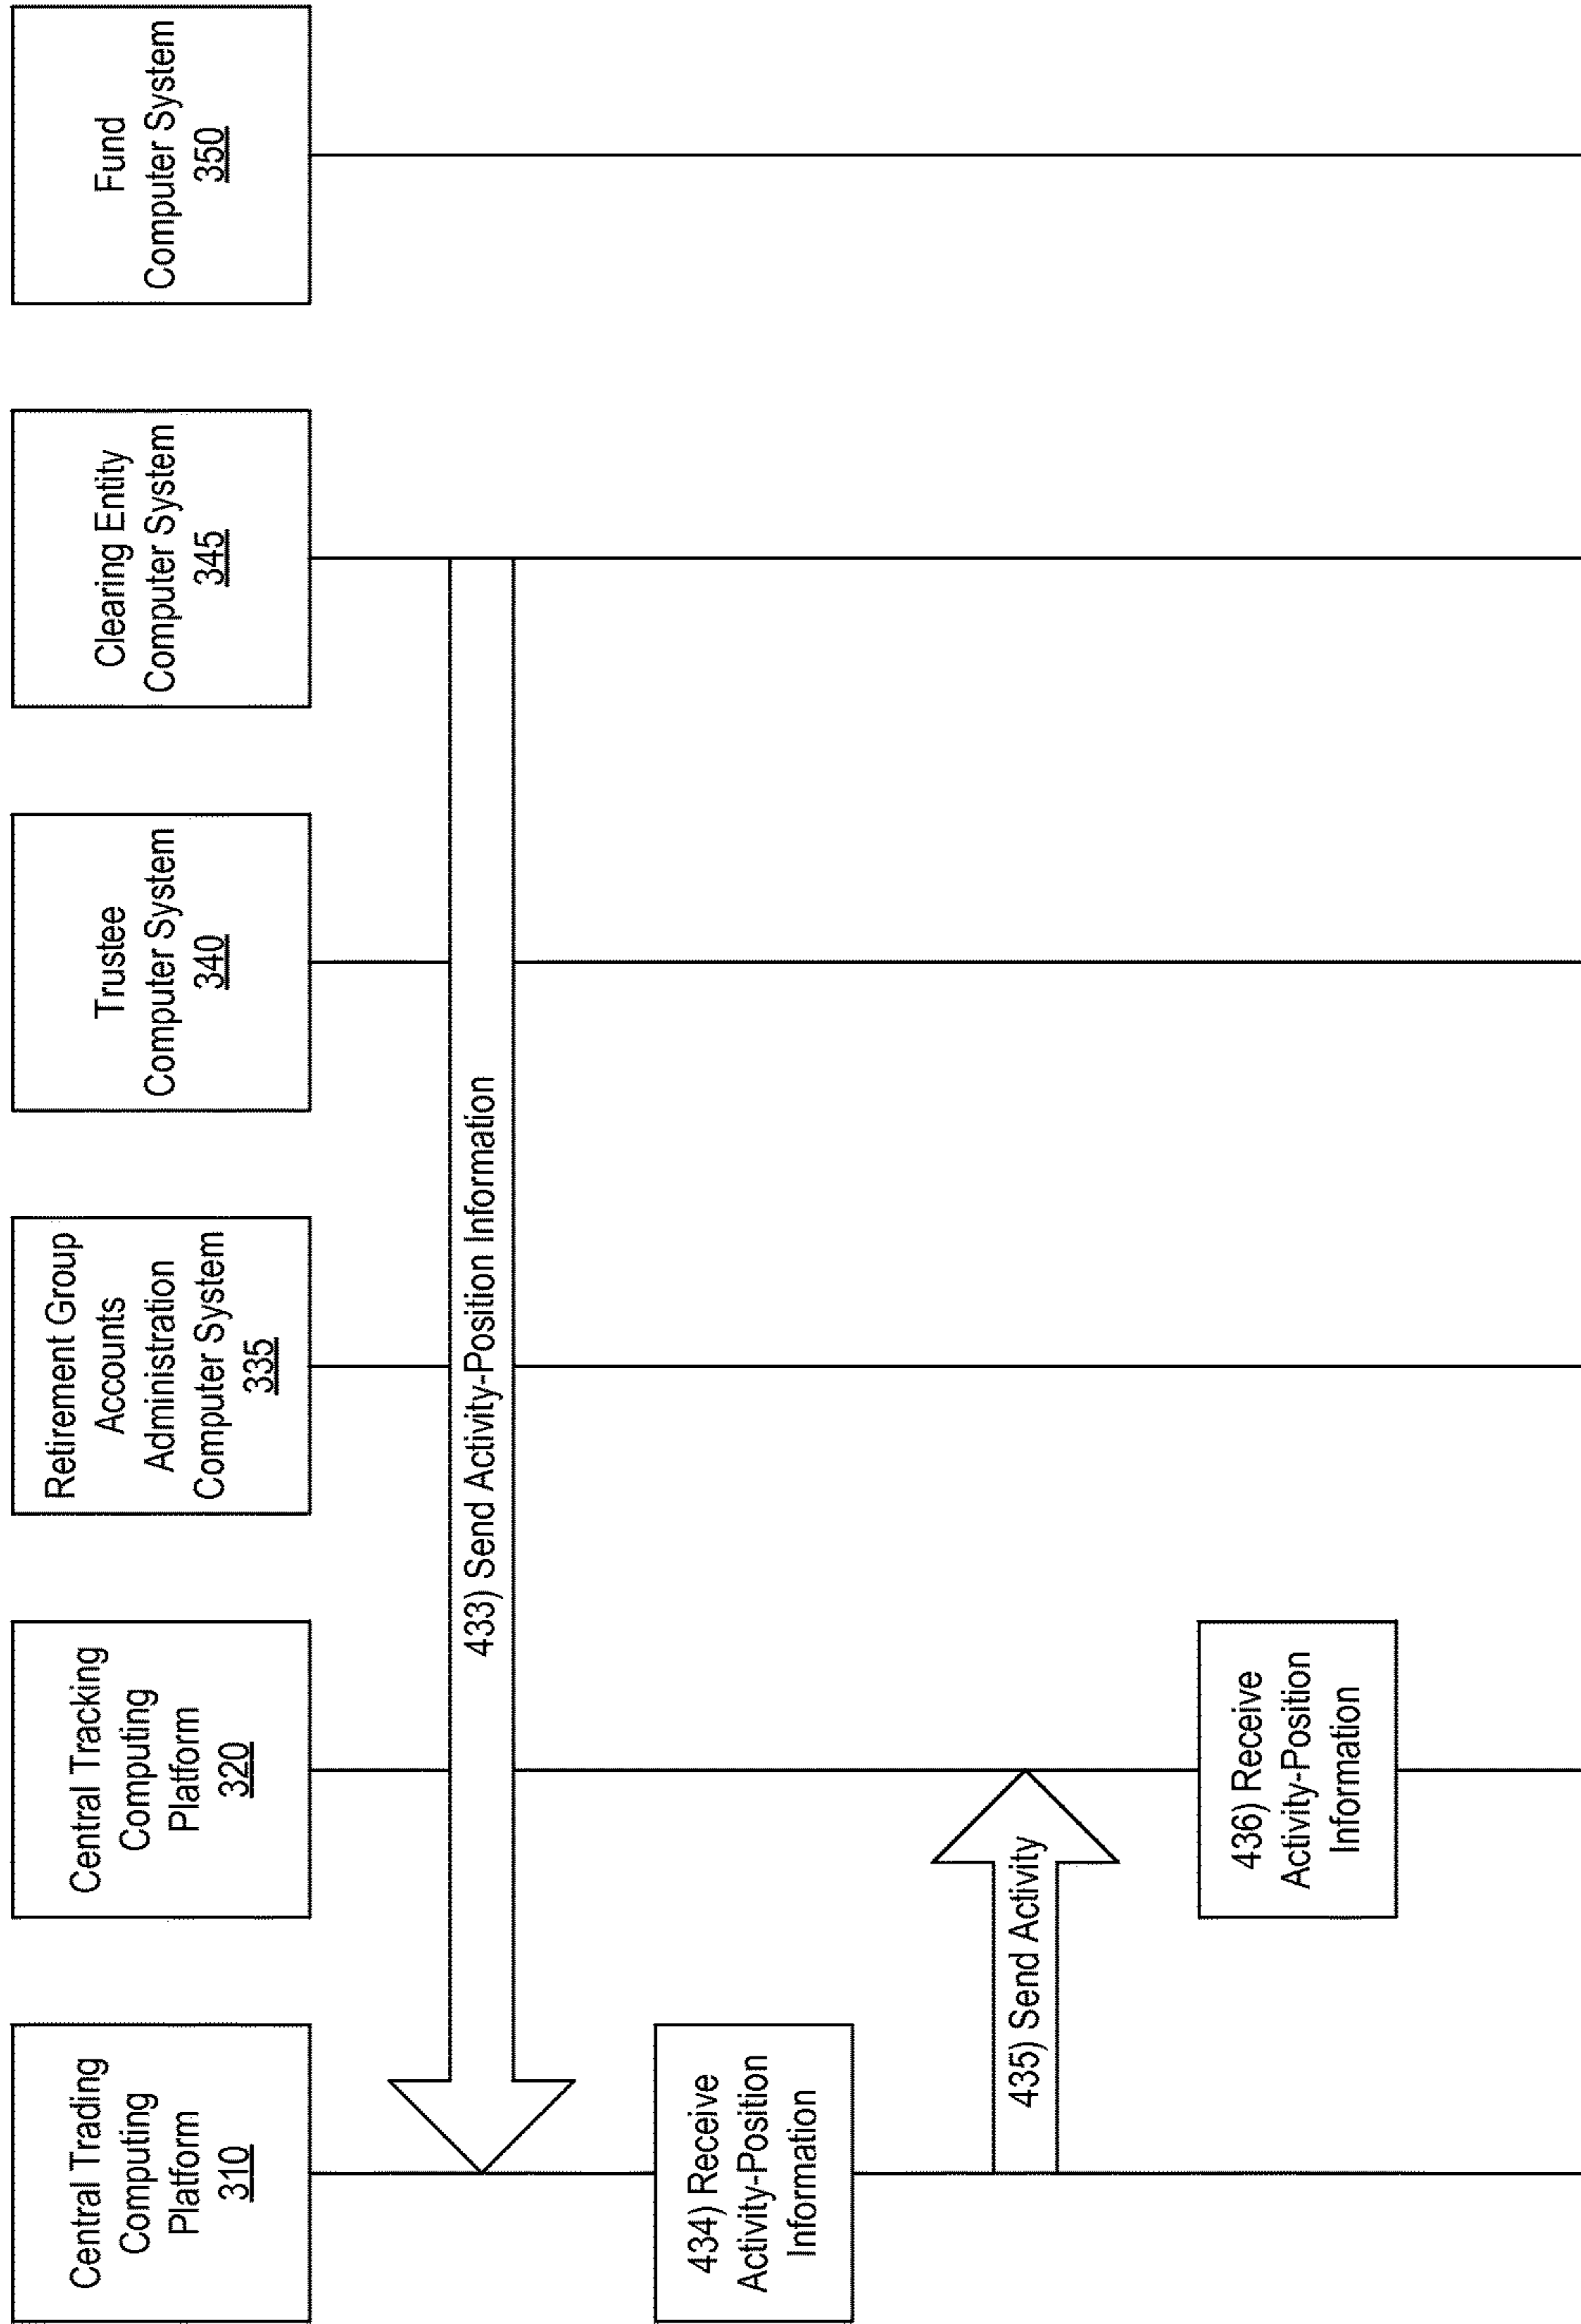 Central Trading
Computing
Platform
310
Central Tracking
Computing
Platform
320
Retirement Group
Accounts
Administration
Computer System
335
Trustee
Computer System
340
Clearing Entity
Computer System
345
Fund
Computer System
350
433) Send Activity-Position Information
434) Receive
Activity-Position
Information
435) Send Activity
436) Receive
Activity-Position
Information